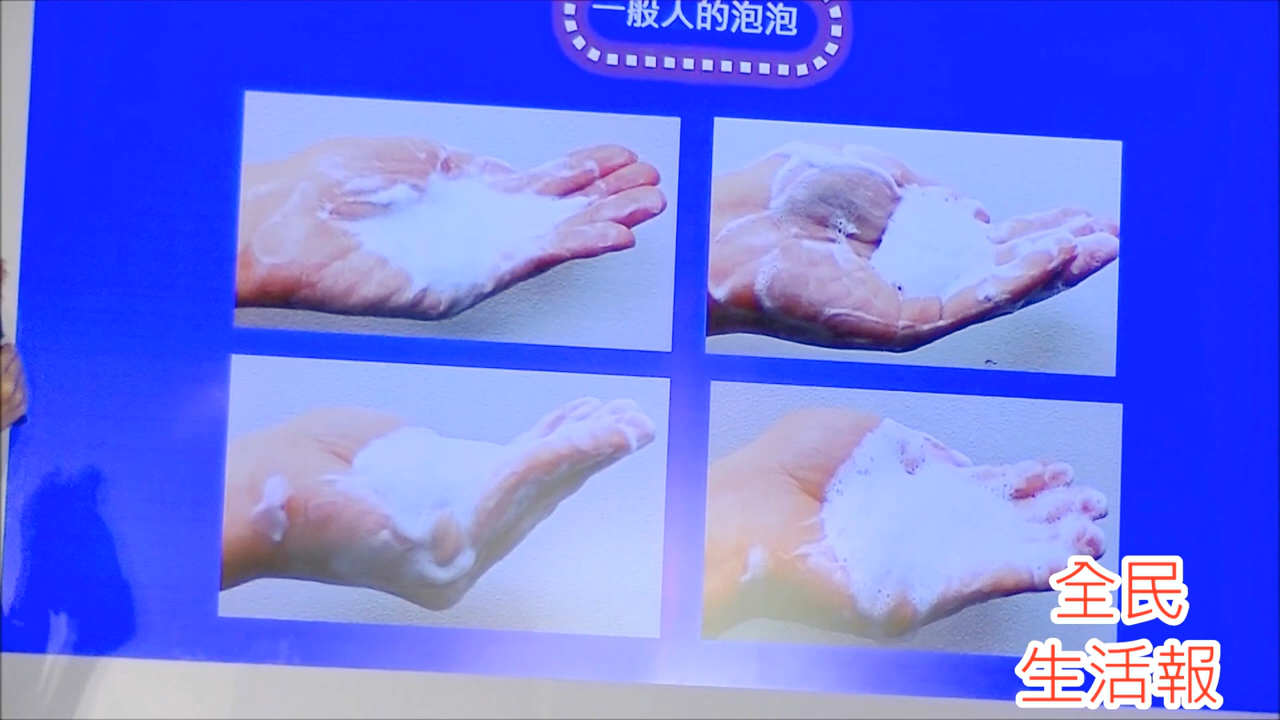 一般人的泡泡
全民
生活報